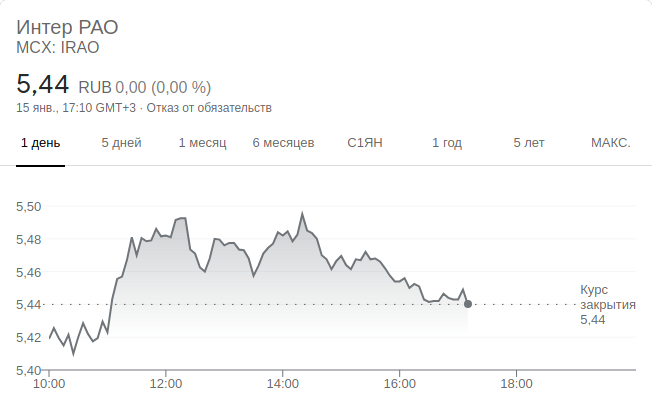 Интер РАО
MCX: IRAO
5,44 RUB 0,00 (0,00 %)
15 янв., 17:10 GMT+3 · Отказ от обязательств
1 день 5 дней 1 месяц 6 месяцев С1ЯН 1 год 5 лет МАКС.
5,50
5,48
5,46
5,44
5,42
5,40
Курс
закрытия
5,44
10:00 12:00 14:00 16:00 18:00